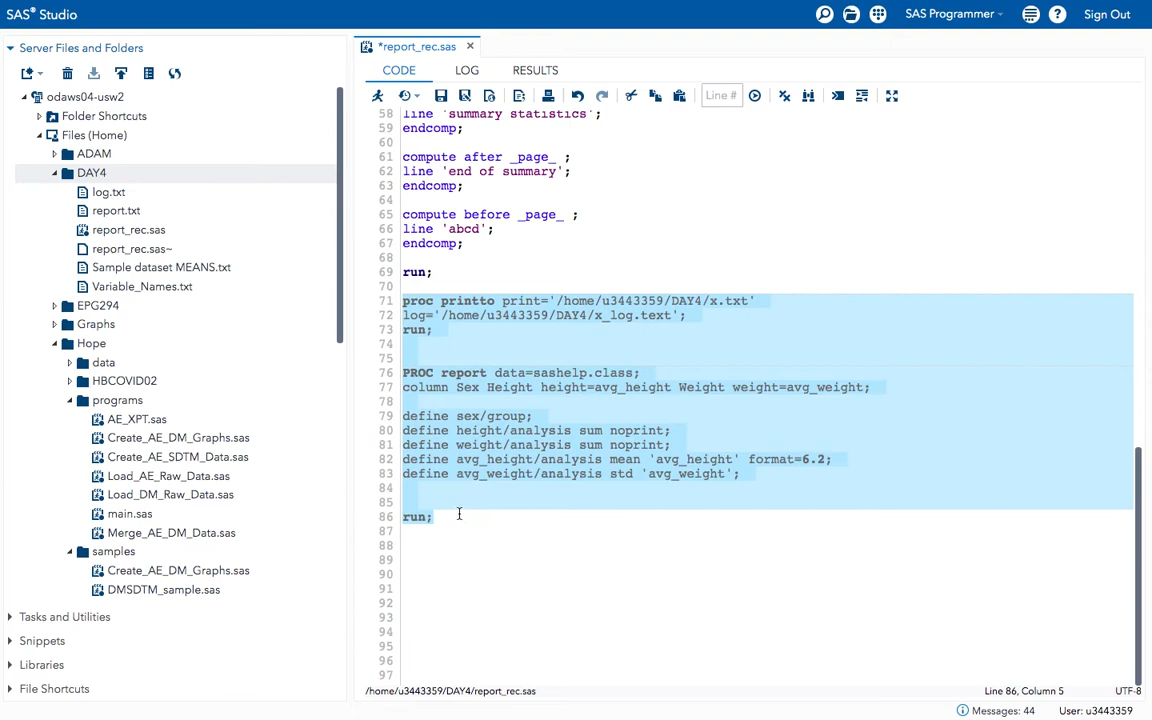 SAS® Studio
SAS Programmer
Sign Out
Server Files and Folders
odaws04-usw2
Folder Shortcuts
Files (Home)
ADAM
DAY4
log.txt
report.txt
report_rec.sas
report_rec.sas~
Sample dataset MEANS.txt
Variable_Names.txt
EPG294
Graphs
Hope
data
HBCOVID02
programs
AE_XPT.sas
Create_AE_DM_Graphs.sas
Create_AE_SDTM_Data.sas
Load_AE_Raw_Data.sas
Load_DM_Raw_Data.sas
main.sas
Merge_AE_DM_Data.sas
samples
Create_AE_DM_Graphs.sas
DMSDTM_sample.sas
Tasks and Utilities
Snippets
Libraries
File Shortcuts
*report_rec.sas
CODE LOG RESULTS
Line #
58 line 'summary statistics';
59 endcomp;
60
61 compute after _page_ ;
62 line 'end of summary';
63 endcomp;
64
65 compute before _page_ ;
66 line 'abcd';
67 endcomp;
68
69 run;
70
71 proc printto print='/home/u3443359/DAY4/x.txt'
72 log='/home/u3443359/DAY4/x_log.text';
73 run;
74
75
76 PROC report data=sashelp.class;
77 column Sex Height height=avg_height Weight weight=avg_weight;
78
79 define sex/group;
80 define height/analysis sum noprint;
81 define weight/analysis sum noprint;
82 define avg_height/analysis mean 'avg_height' format=6.2;
83 define avg_weight/analysis std 'avg_weight';
84
85
86 run;
87
88
89
90
91
92
93
94
95
96
97
/home/u3443359/DAY4/report_rec.sas
Line 86, Column 5
UTF-8
Messages: 44
User: u3443359